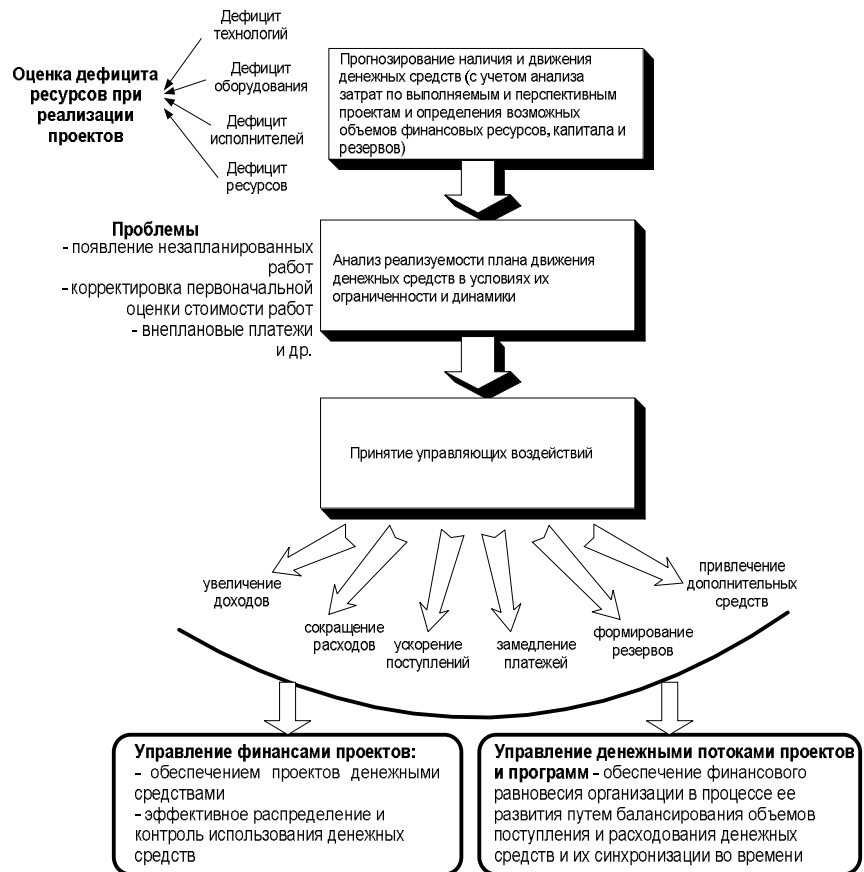 Дефицит
технологий
Оценка дефицита
ресурсов при
реализации
проектов
Дефицит
оборудования
Дефицит
исполнителей
Дефицит
ресурсов
Прогнозирование наличия и движения
денежных средств (с учетом анализа
затрат по выполняемым и перспективным
проектам и определения возможных
объемов финансовых ресурсов, капитала и
резервов)
Проблемы
- появление незапланированных
работ
- корректировка первоначальной
оценки стоимости работ
- внеплановые платежи
и др.
Анализ реализуемости плана движения
денежных средств в условиях их
ограниченности и динамики
Принятие управляющих воздействий
увеличение
доходов
сокращение
расходов
ускорение
поступлений
замедление
платежей
формирование
резервов
привлечение
дополнительных
средств
Управление финансами проектов:
- обеспечением проектов денежными
средствами
- эффективное распределение и
контроль использования денежных
средств
Управление денежными потоками проектов
и программ - обеспечение финансового
равновесия организации в процессе ее
развития путем балансирования объемов
поступления и расходования денежных
средств и их синхронизации во времени